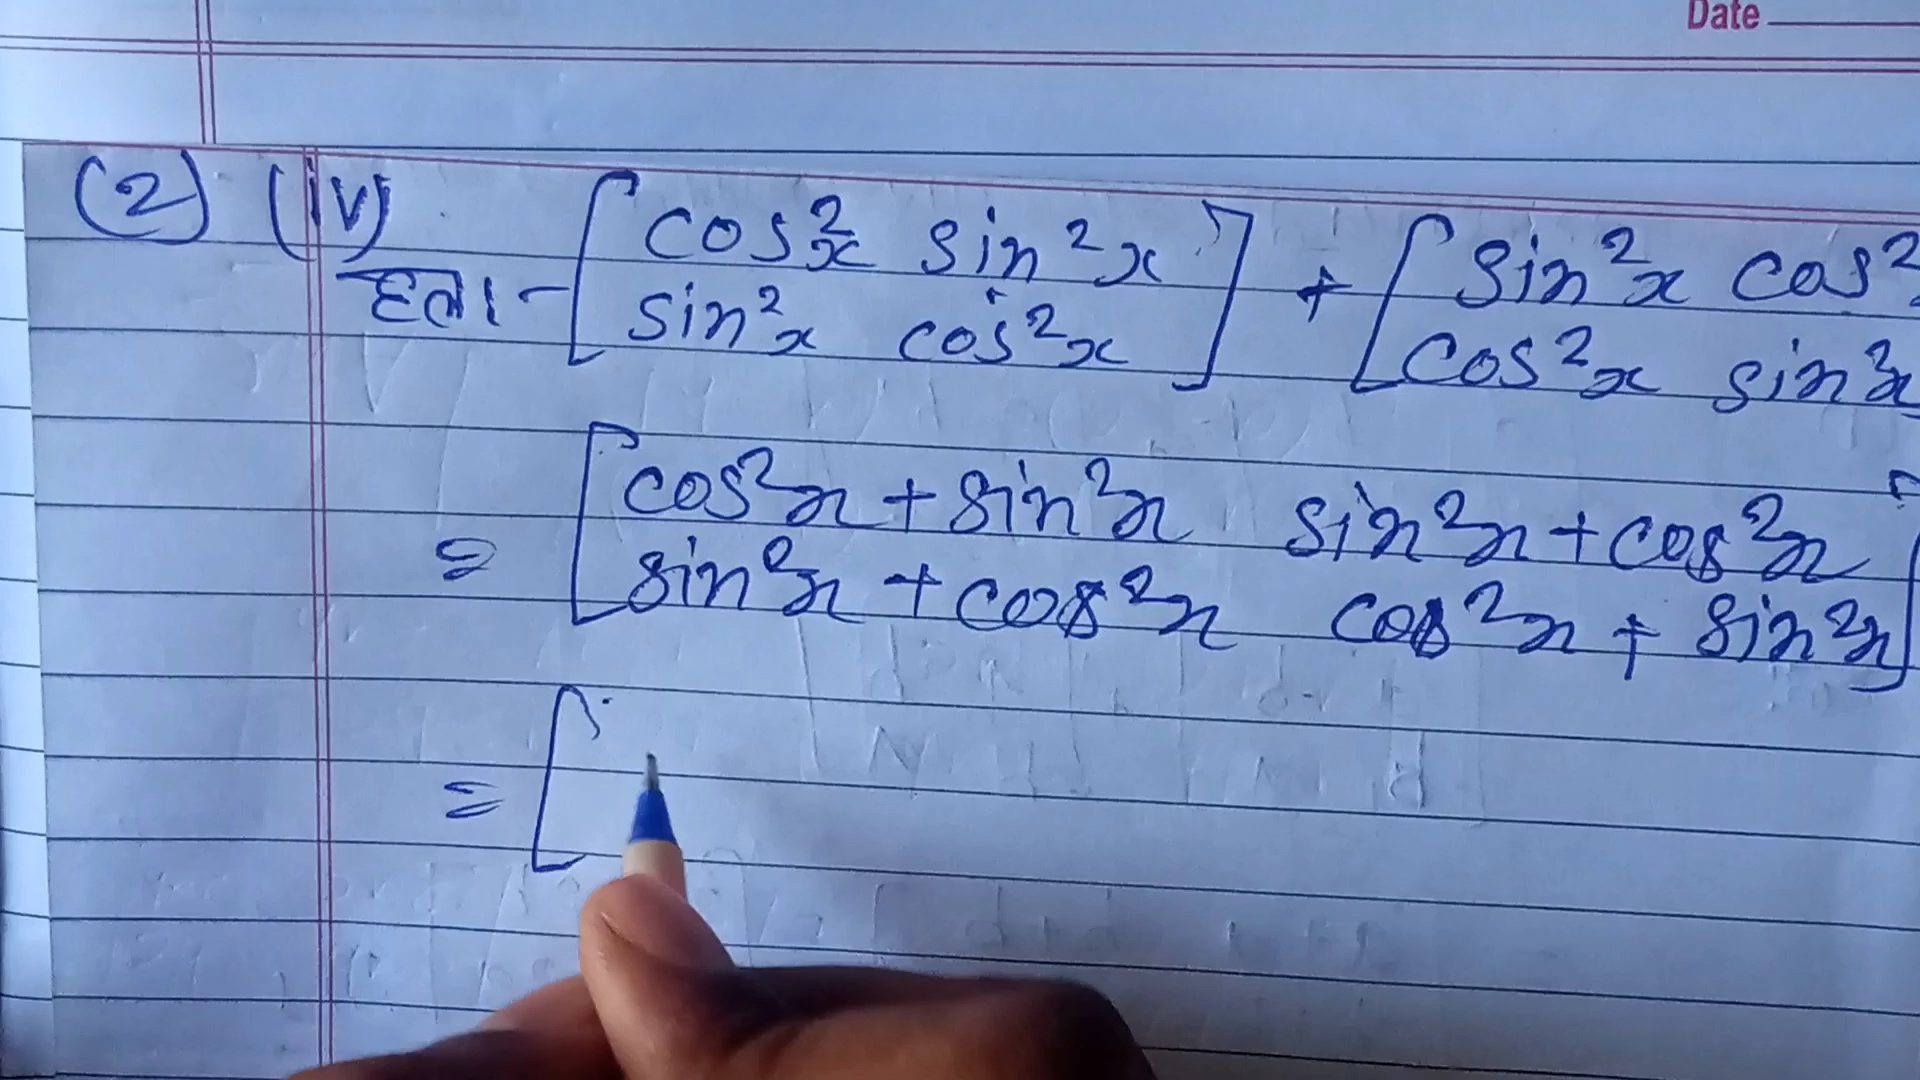 Date
(2) (iv) [cos²x sin²x] + [sin²x cos²
हल।- [sin²x cos²x] [cos²x sin²x
= [cos²x + sin²x sin²x + cos²x]
[sin²x + cos²x cos²x + sin²x]
= [